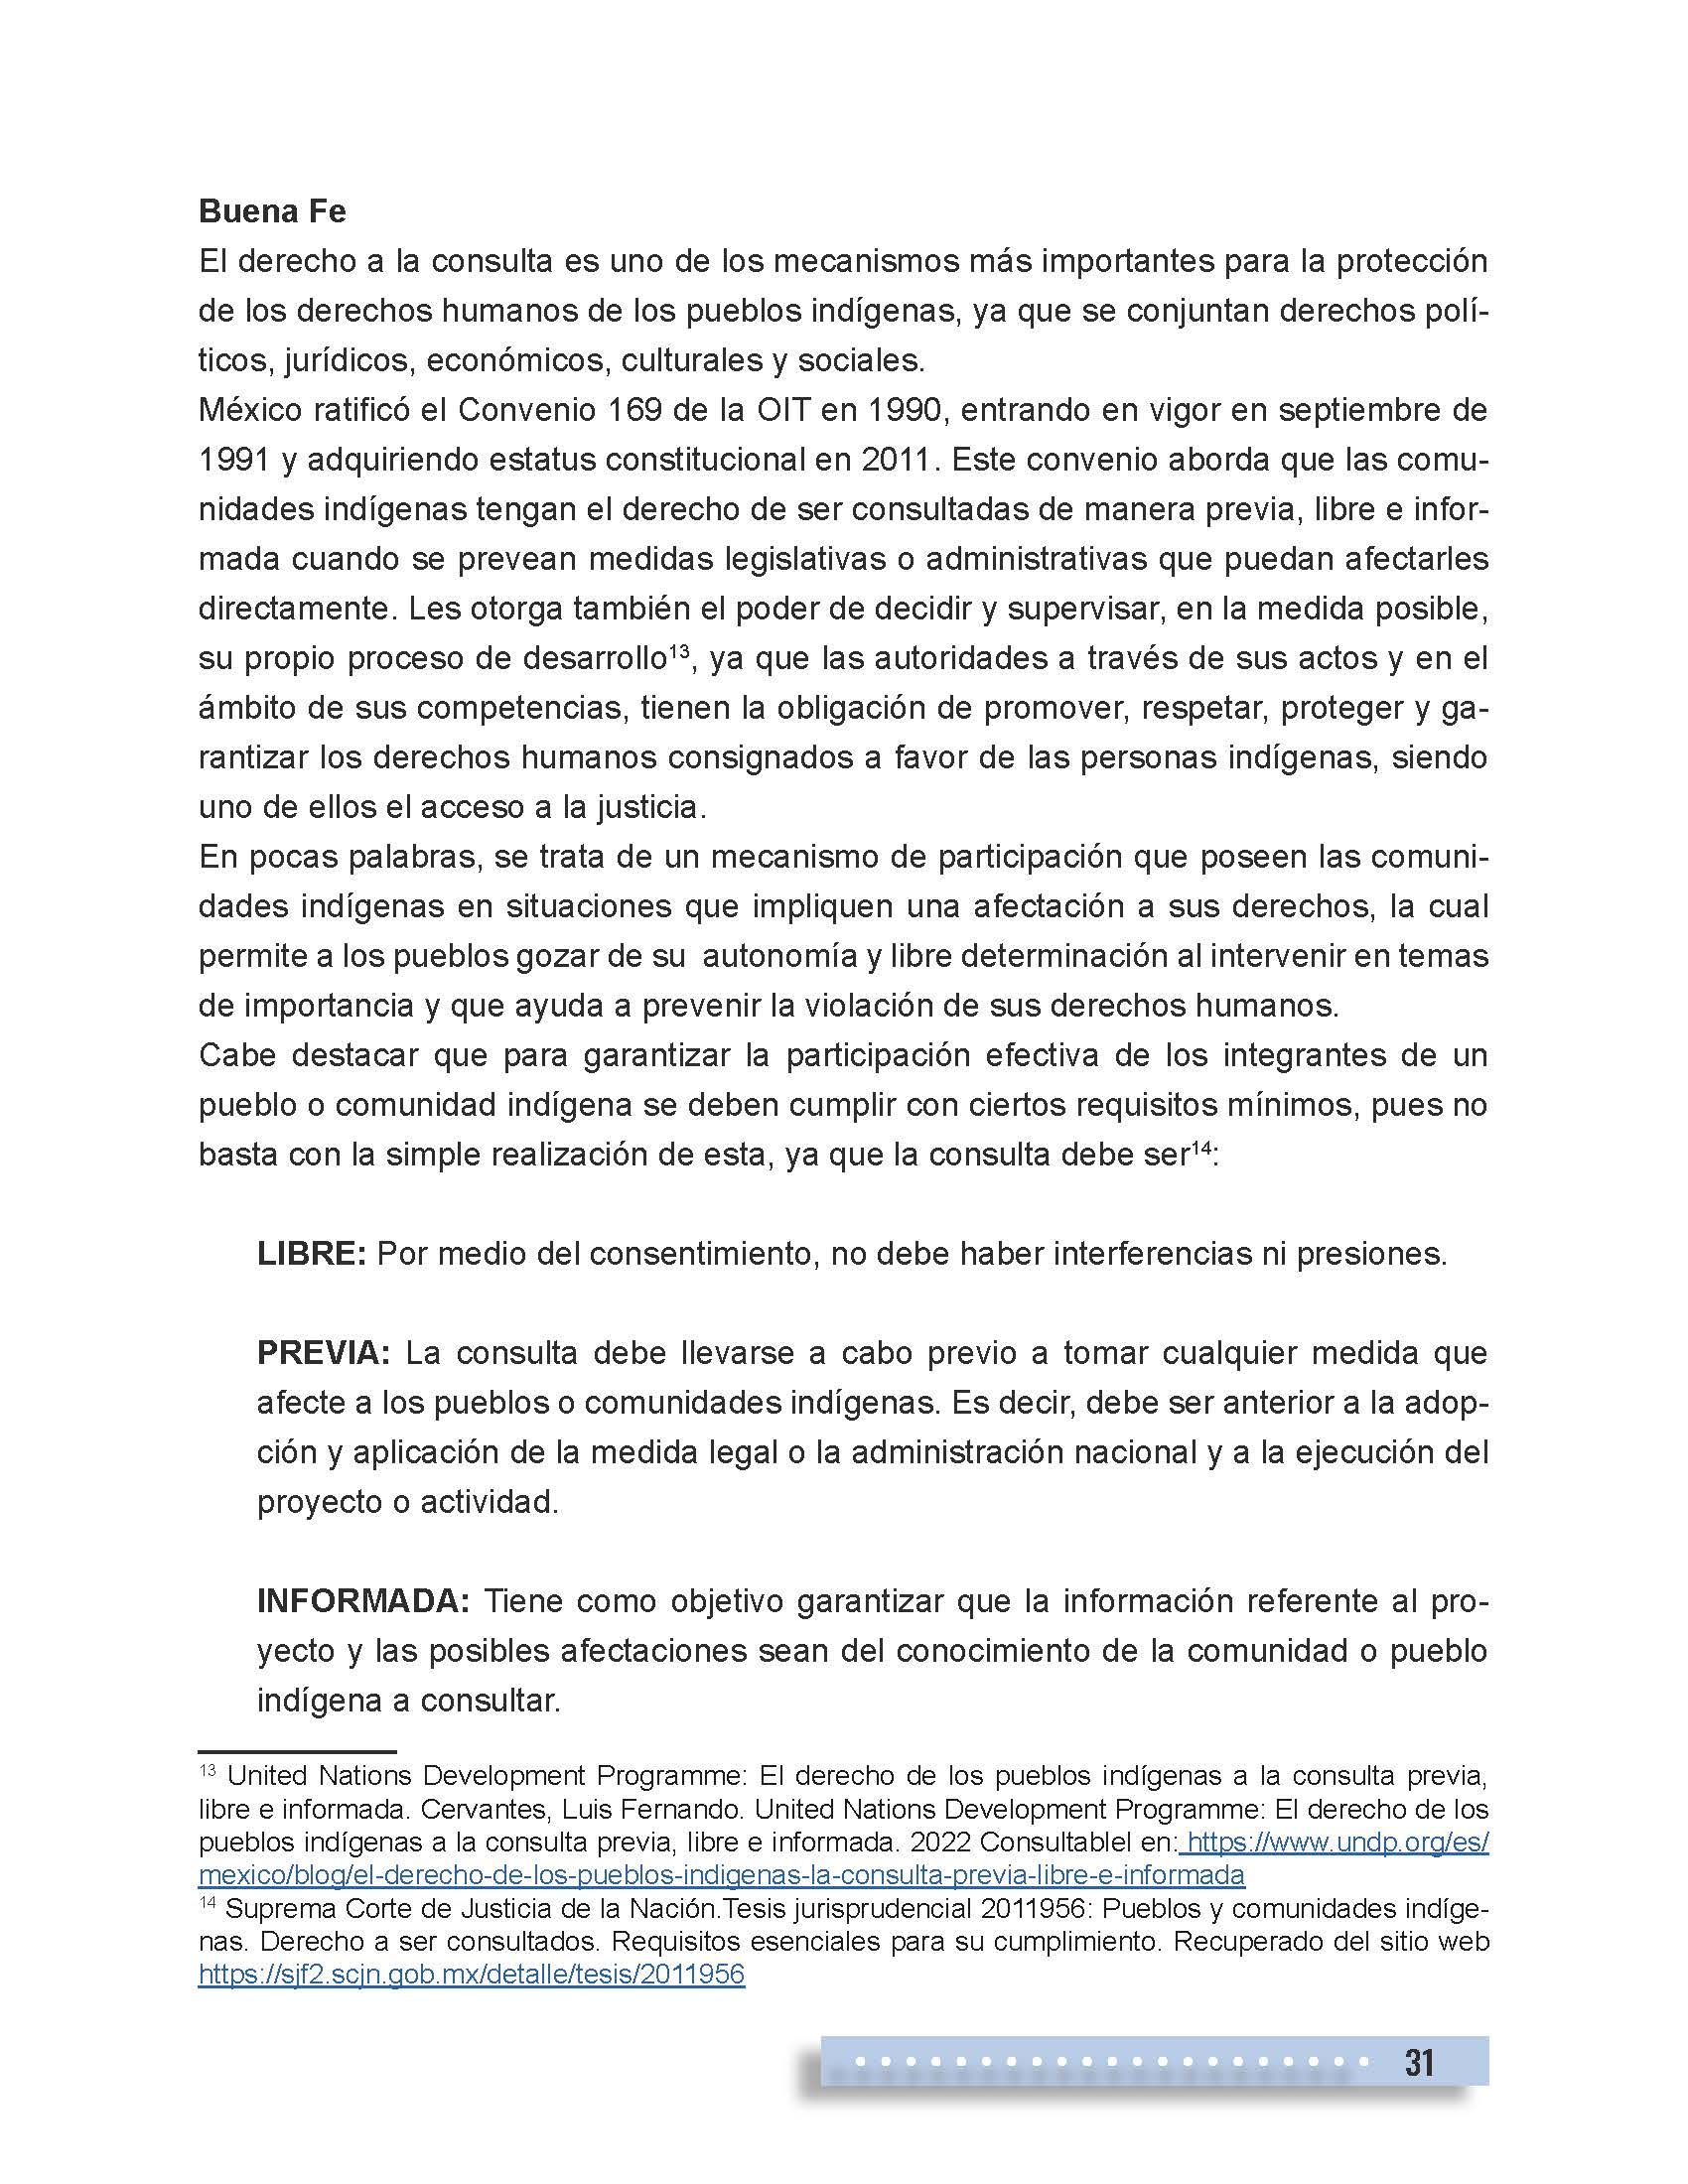 Buena Fe
El derecho a la consulta es uno de los mecanismos más importantes para la protección
de los derechos humanos de los pueblos indígenas, ya que se conjuntan derechos polí-
ticos, jurídicos, económicos, culturales y sociales.
México ratificó el Convenio 169 de la OIT en 1990, entrando en vigor en septiembre de
1991 y adquiriendo estatus constitucional en 2011. Este convenio aborda que las comu-
nidades indígenas tengan el derecho de ser consultadas de manera previa, libre e infor-
mada cuando se prevean medidas legislativas o administrativas que puedan afectarles
directamente. Les otorga también el poder de decidir y supervisar, en la medida posible,
su propio proceso de desarrollo¹³, ya que las autoridades a través de sus actos y en el
ámbito de sus competencias, tienen la obligación de promover, respetar, proteger y ga-
rantizar los derechos humanos consignados a favor de las personas indígenas, siendo
uno de ellos el acceso a la justicia.
En pocas palabras, se trata de un mecanismo de participación que poseen las comuni-
dades indígenas en situaciones que impliquen una afectación a sus derechos, la cual
permite a los pueblos gozar de su  autonomía y libre determinación al intervenir en temas
de importancia y que ayuda a prevenir la violación de sus derechos humanos.
Cabe destacar que para garantizar la participación efectiva de los integrantes de un
pueblo o comunidad indígena se deben cumplir con ciertos requisitos mínimos, pues no
basta con la simple realización de esta, ya que la consulta debe ser¹⁴:
LIBRE: Por medio del consentimiento, no debe haber interferencias ni presiones.
PREVIA: La consulta debe llevarse a cabo previo a tomar cualquier medida que
afecte a los pueblos o comunidades indígenas. Es decir, debe ser anterior a la adop-
ción y aplicación de la medida legal o la administración nacional y a la ejecución del
proyecto o actividad.
INFORMADA: Tiene como objetivo garantizar que la información referente al pro-
yecto y las posibles afectaciones sean del conocimiento de la comunidad o pueblo
indígena a consultar.
¹³ United Nations Development Programme: El derecho de los pueblos indígenas a la consulta previa,
libre e informada. Cervantes, Luis Fernando. United Nations Development Programme: El derecho de los
pueblos indígenas a la consulta previa, libre e informada. 2022 Consultablel en: https://www.undp.org/es/
mexico/blog/el-derecho-de-los-pueblos-indigenas-la-consulta-previa-libre-e-informada
¹⁴ Suprema Corte de Justicia de la Nación.Tesis jurisprudencial 2011956: Pueblos y comunidades indíge-
nas. Derecho a ser consultados. Requisitos esenciales para su cumplimiento. Recuperado del sitio web
https://sjf2.scjn.gob.mx/detalle/tesis/2011956
31